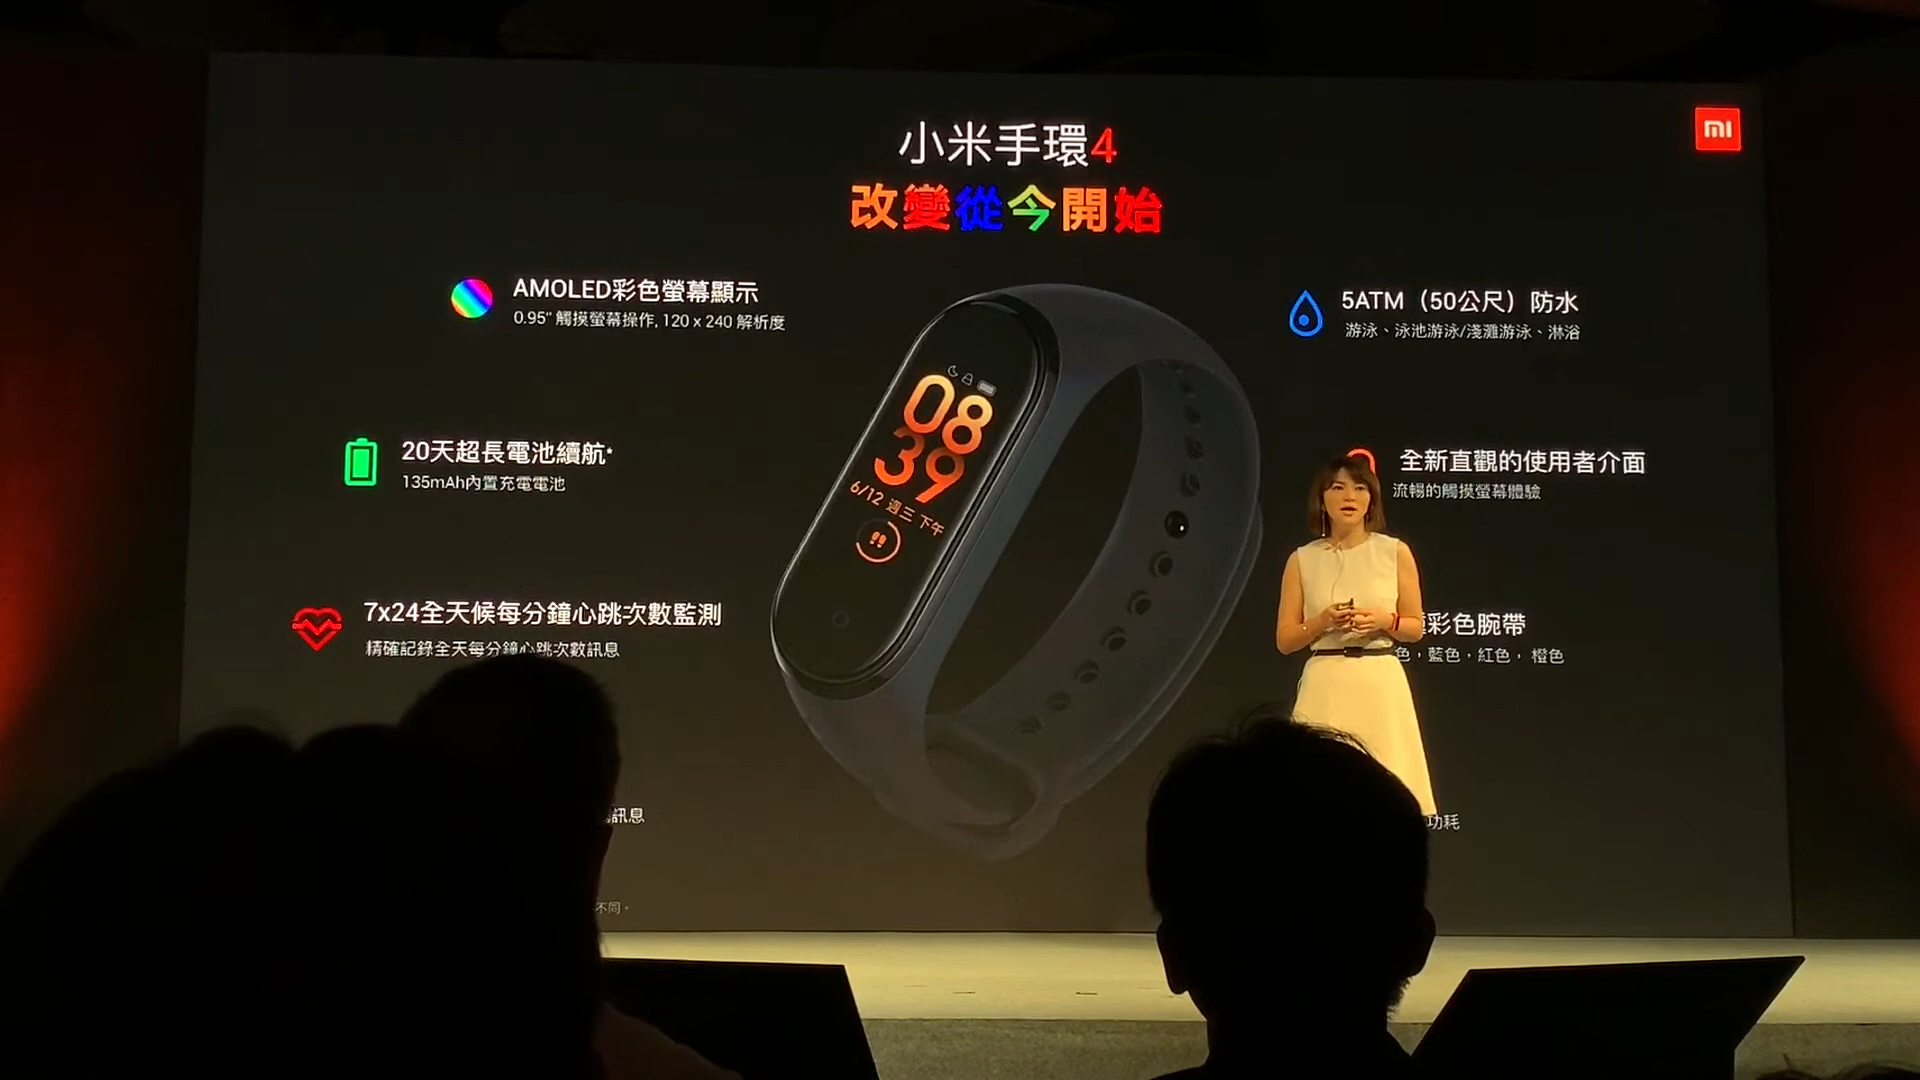 小米手環4
mi
改變從今開始
AMOLED彩色螢幕顯示
0.95" 觸摸螢幕操作, 120 x 240 解析度
5ATM（50公尺）防水
游泳、泳池游泳/淺灘游泳、淋浴
08
39
6/12 週三 下午
20天超長電池續航*
135mAh內置充電電池
全新直觀的使用者介面
流暢的觸摸螢幕體驗
7x24全天候每分鐘心跳次數監測
精確記錄全天每分鐘心跳次數訊息
彩色腕帶
色，藍色，紅色， 橙色
訊息
功耗
不同。